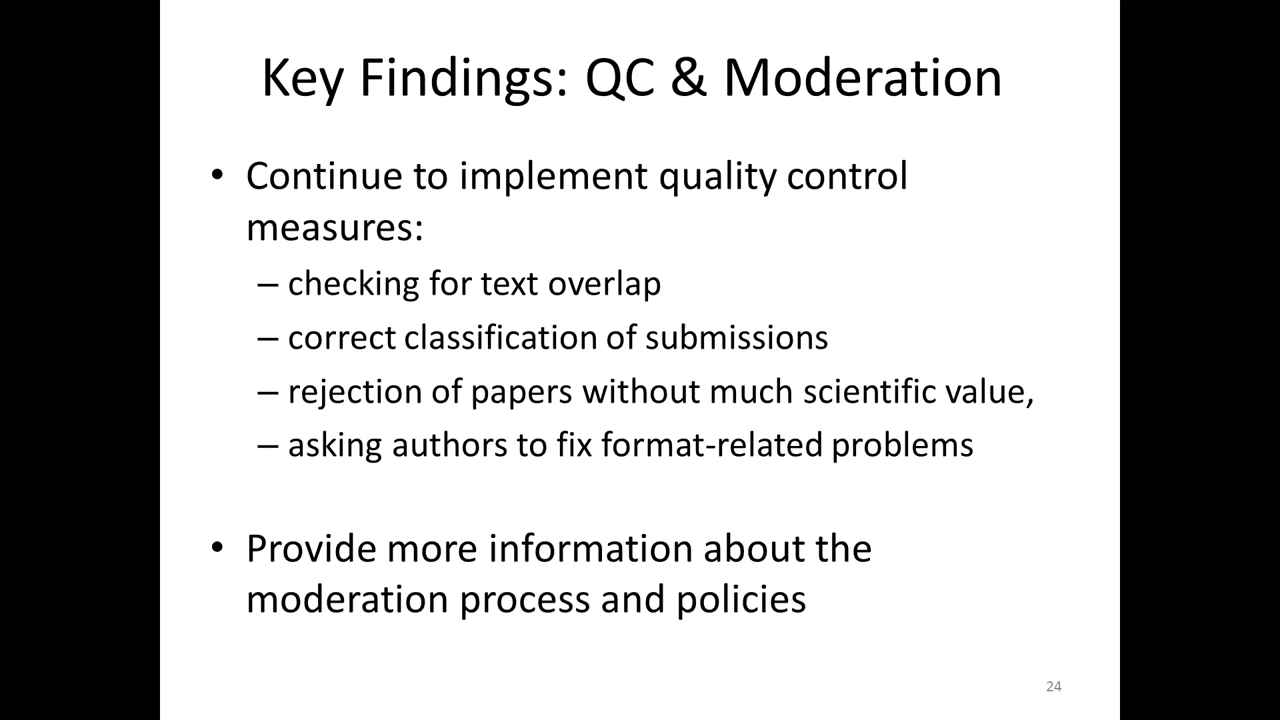 Key Findings: QC & Moderation
• Continue to implement quality control
measures:
– checking for text overlap
– correct classification of submissions
– rejection of papers without much scientific value,
– asking authors to fix format-related problems
• Provide more information about the
moderation process and policies
24